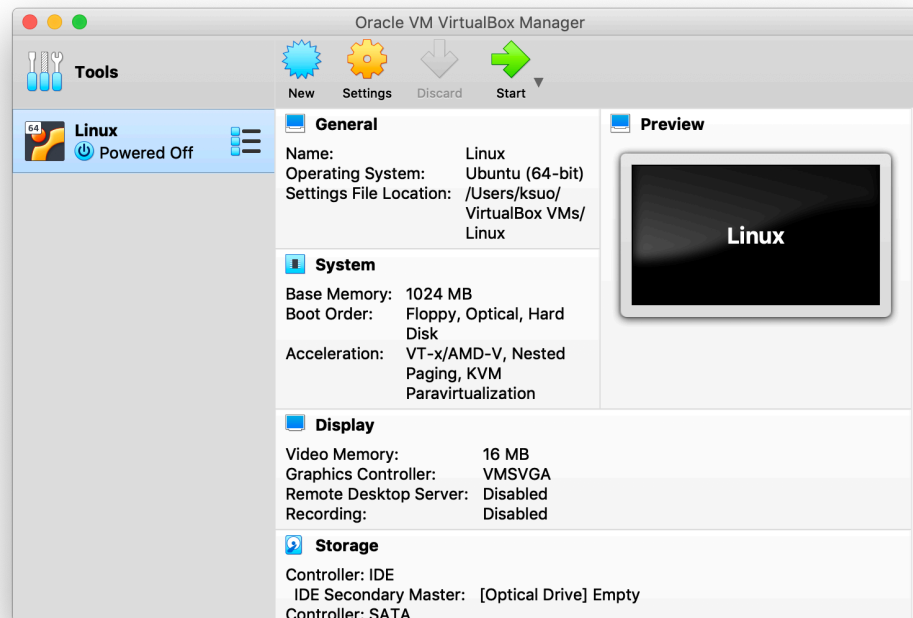 Oracle VM VirtualBox Manager
Tools
New
Settings
Discard
Start
64
Linux
Powered Off
General
Name: Linux
Operating System: Ubuntu (64-bit)
Settings File Location: /Users/ksuo/
VirtualBox VMs/
Linux
Preview
Linux
System
Base Memory: 1024 MB
Boot Order: Floppy, Optical, Hard
Disk
Acceleration: VT-x/AMD-V, Nested
Paging, KVM
Paravirtualization
Display
Video Memory: 16 MB
Graphics Controller: VMSVGA
Remote Desktop Server: Disabled
Recording: Disabled
Storage
Controller: IDE
IDE Secondary Master: [Optical Drive] Empty
Controller: SATA